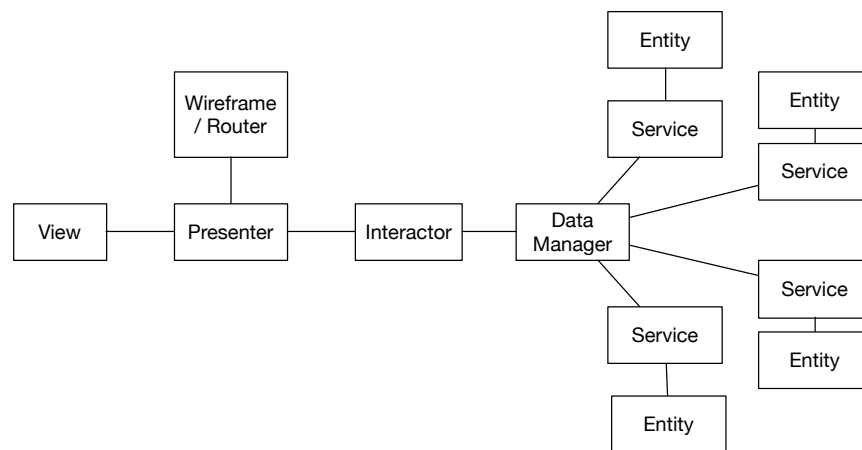 Entity
Wireframe
/ Router
Service
Entity
Service
View
Presenter
Interactor
Data
Manager
Service
Entity
Service
Entity